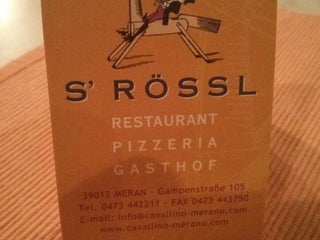 S' RÖSSL
RESTAURANT
PIZZERIA
GASTHOF
39012 MERAN - Gampenstraße 105
Tel. 0473 442211 - FAX 0473 443750
E-mail: info@cavallino-merano.com
www.cavallino-merano.com